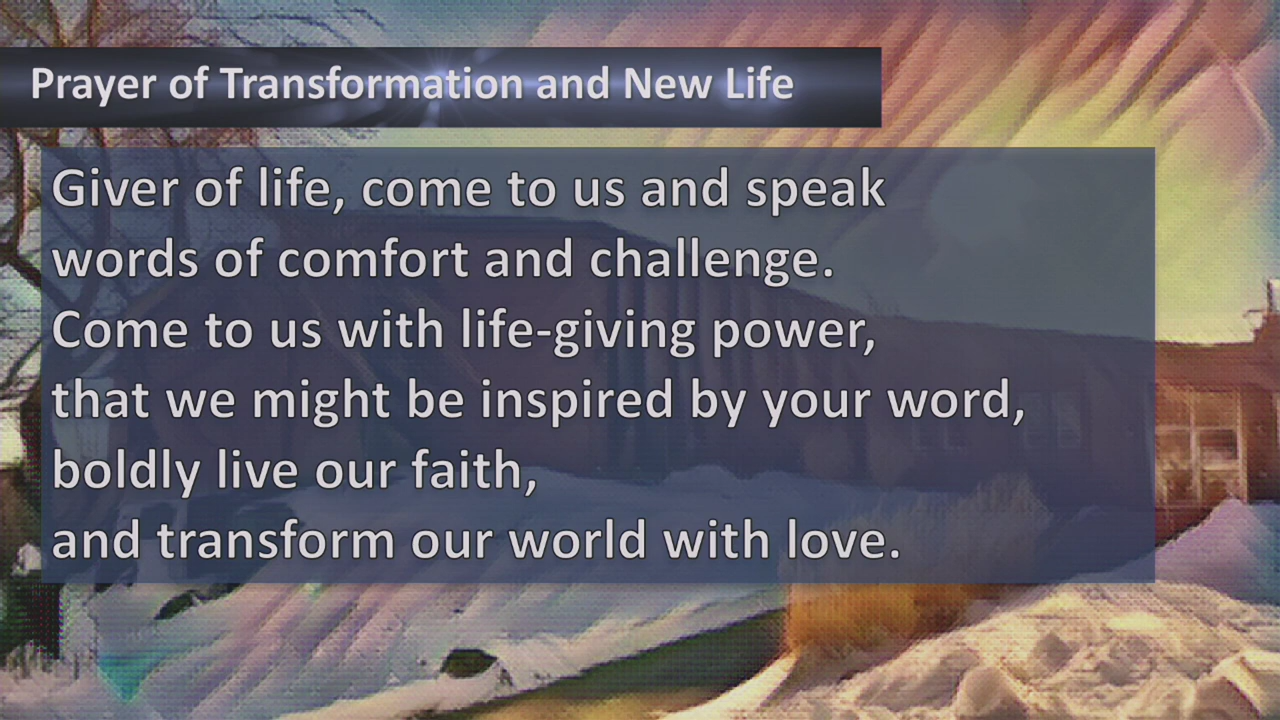 Prayer of Transformation and New Life
Giver of life, come to us and speak
words of comfort and challenge.
Come to us with life-giving power,
that we might be inspired by your word,
boldly live our faith,
and transform our world with love.